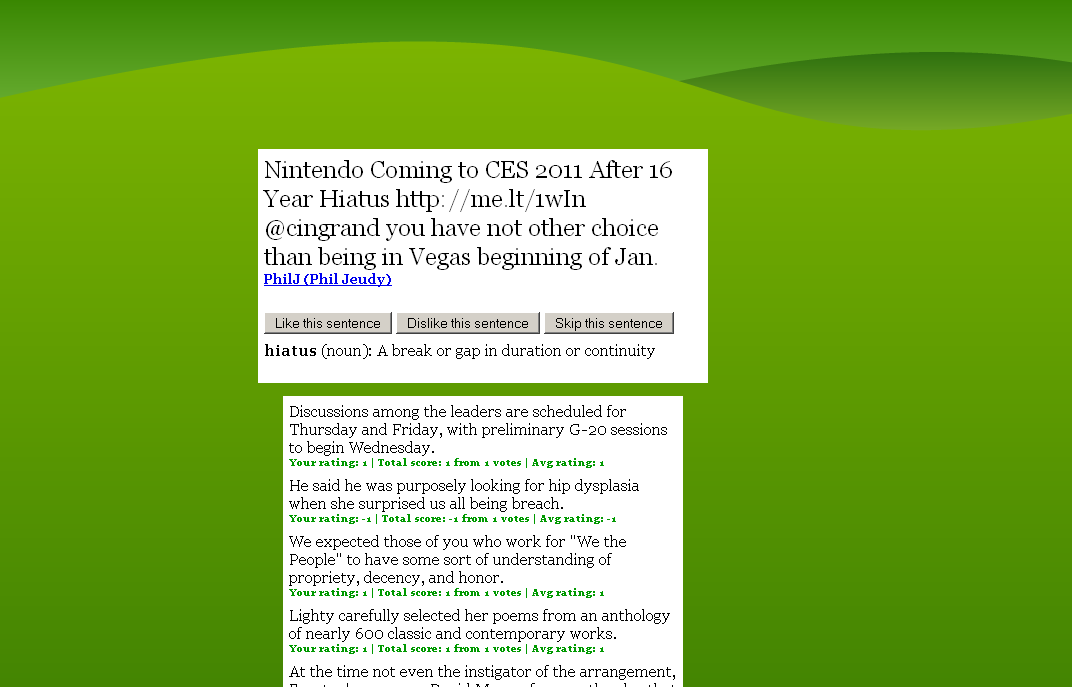 Nintendo Coming to CES 2011 After 16
Year Hiatus http://me.lt/1wIn
@cingrand you have not other choice
than being in Vegas beginning of Jan.
PhilJ (Phil Jeudy)
Like this sentence Dislike this sentence Skip this sentence
hiatus (noun): A break or gap in duration or continuity
Discussions among the leaders are scheduled for
Thursday and Friday, with preliminary G-20 sessions
to begin Wednesday.
Your rating: 1 | Total score: 1 from 1 votes | Avg rating: 1
He said he was purposely looking for hip dysplasia
when she surprised us all being breach.
Your rating: -1 | Total score: -1 from 1 votes | Avg rating: -1
We expected those of you who work for "We the
People" to have some sort of understanding of
propriety, decency, and honor.
Your rating: 1 | Total score: 1 from 1 votes | Avg rating: 1
Lighty carefully selected her poems from an anthology
of nearly 600 classic and contemporary works.
Your rating: 1 | Total score: 1 from 1 votes | Avg rating: 1
At the time not even the instigator of the arrangement,